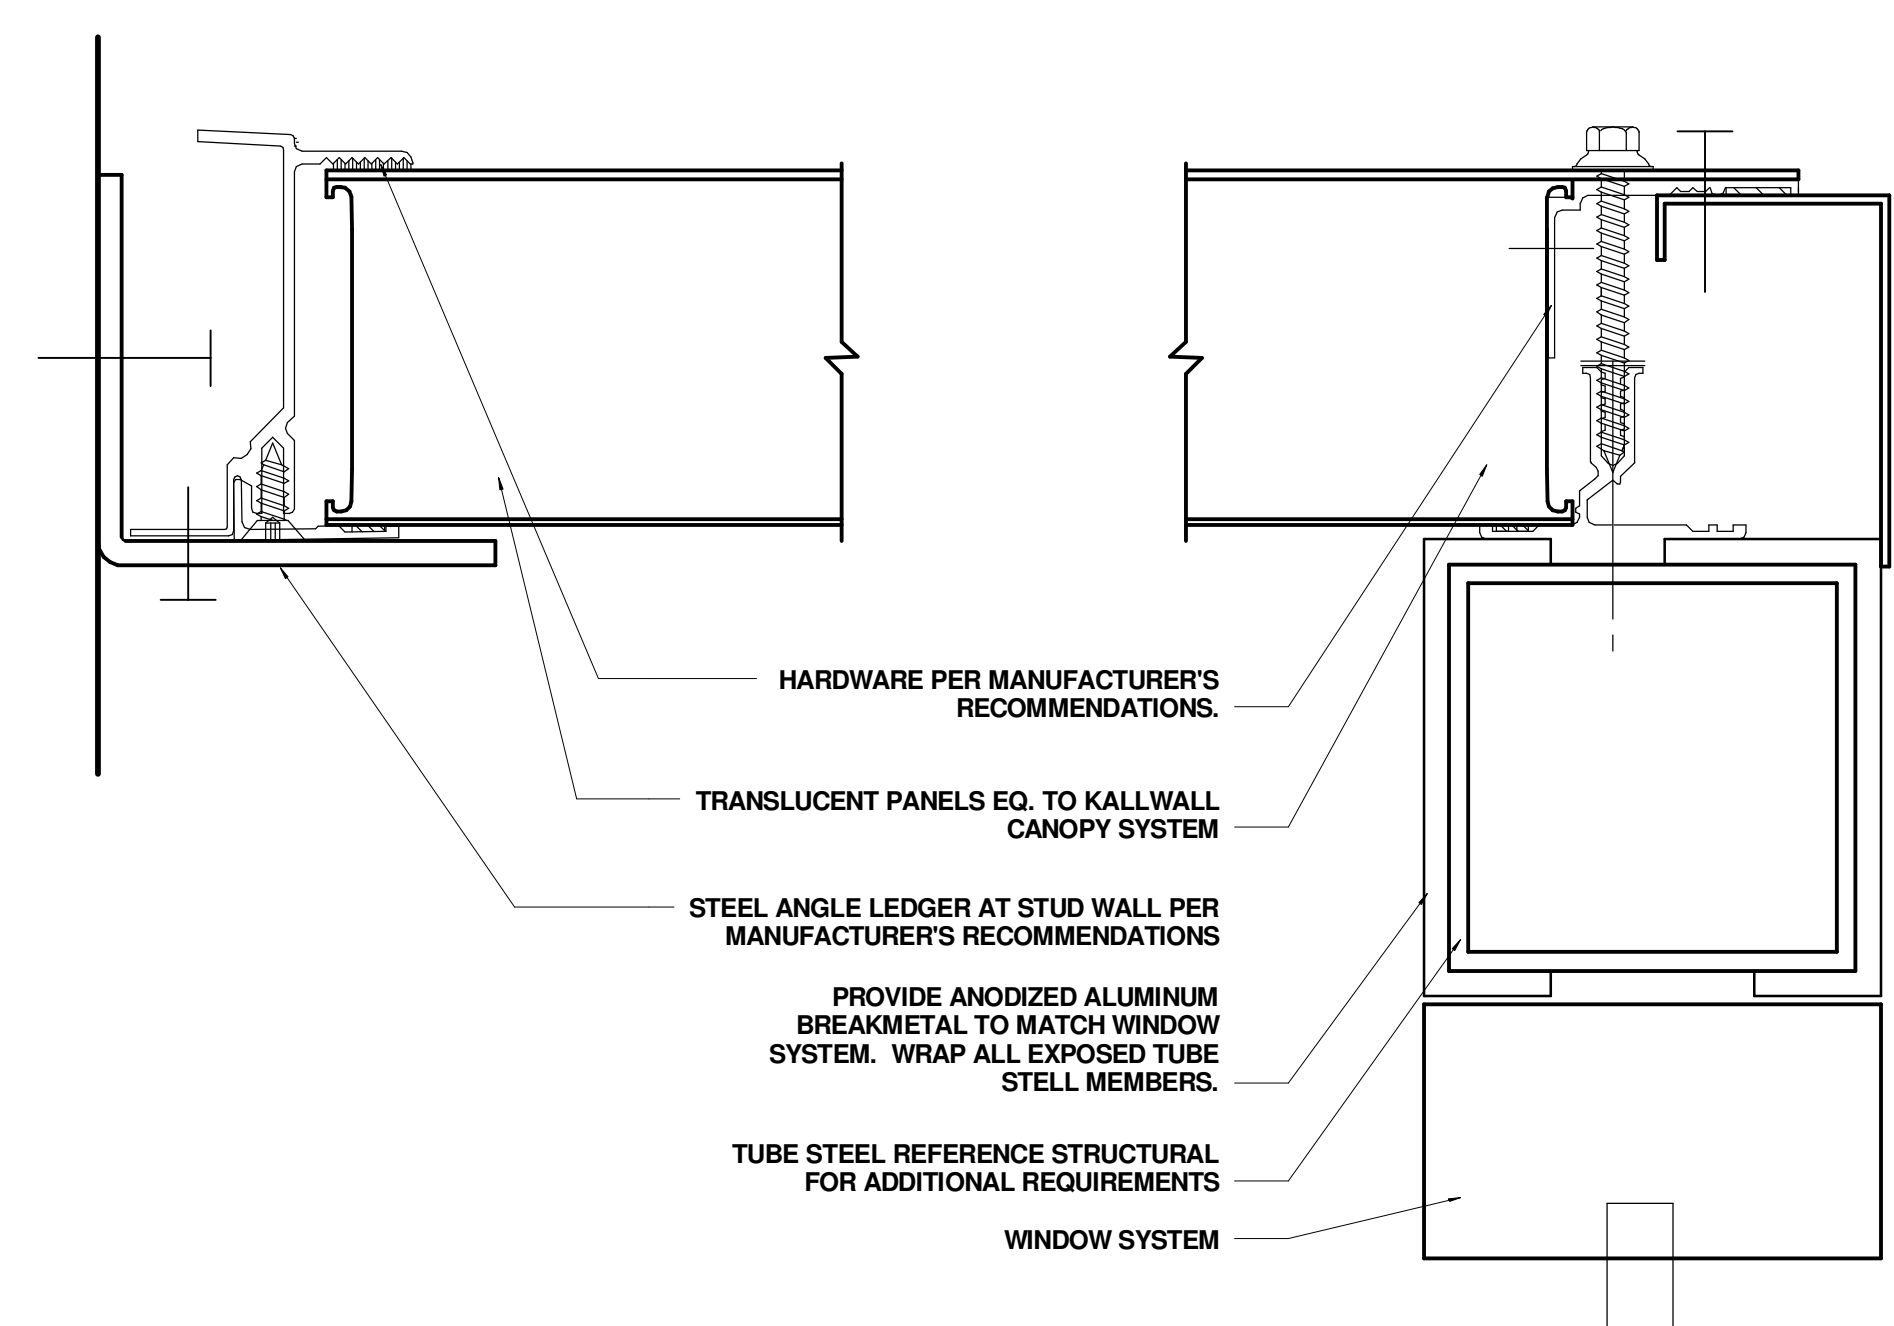 HARDWARE PER MANUFACTURER'S
RECOMMENDATIONS.
TRANSLUCENT PANELS EQ. TO KALLWALL
CANOPY SYSTEM
STEEL ANGLE LEDGER AT STUD WALL PER
MANUFACTURER'S RECOMMENDATIONS
PROVIDE ANODIZED ALUMINUM
BREAKMETAL TO MATCH WINDOW
SYSTEM.  WRAP ALL EXPOSED TUBE
STELL MEMBERS.
TUBE STEEL REFERENCE STRUCTURAL
FOR ADDITIONAL REQUIREMENTS
WINDOW SYSTEM